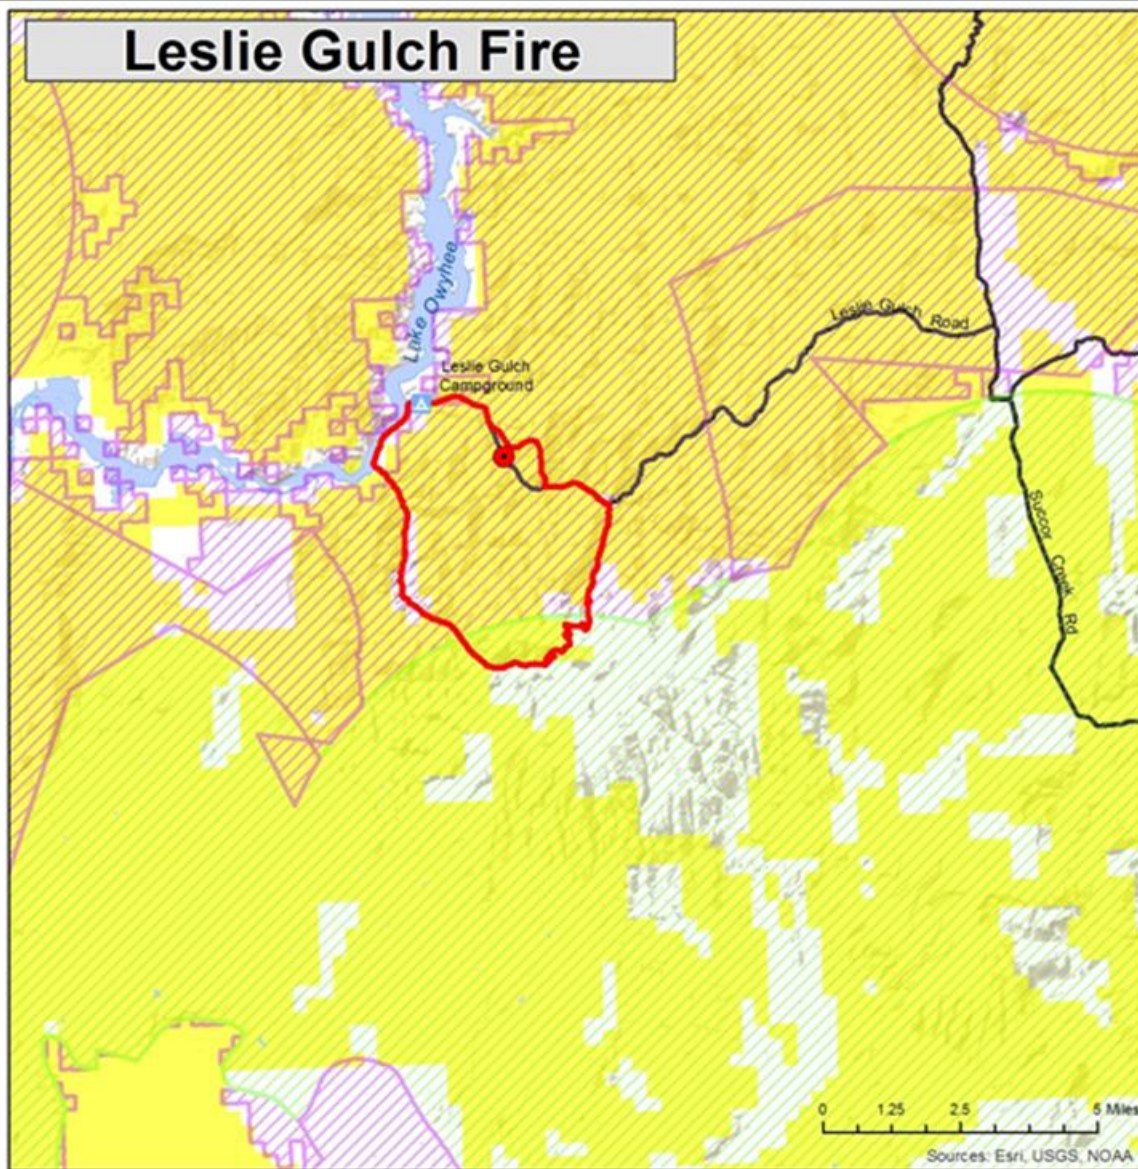 Leslie Gulch Fire
Lake Owyhee
Leslie Gulch Road
Leslie Gulch
Campground
Succor Creek Rd
0 1.25 2.5 5 Miles
Sources: Esri, USGS, NOAA